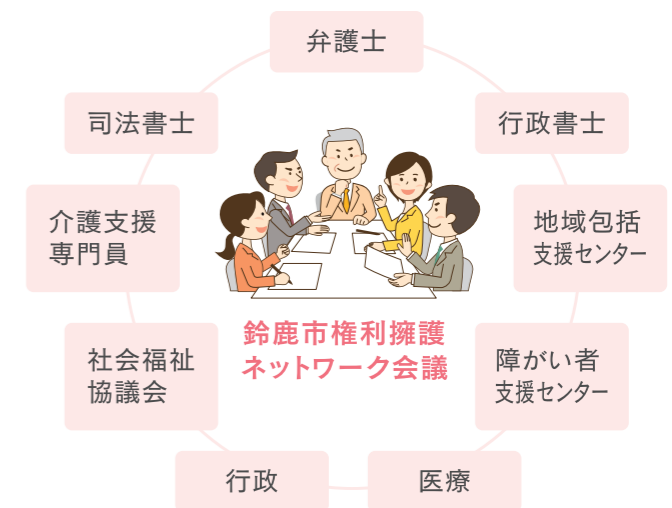 弁護士
司法書士
行政書士
介護支援
専門員
地域包括
支援センター
鈴鹿市権利擁護
ネットワーク会議
社会福祉
協議会
障がい者
支援センター
行政
医療